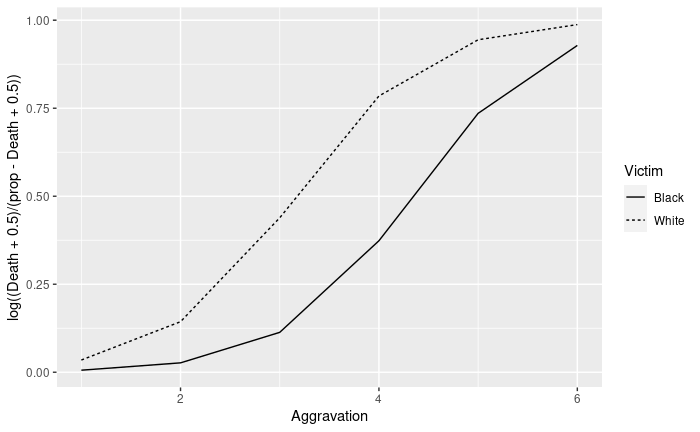 log((Death + 0.5)/(prop - Death + 0.5))
1.00
0.75
0.50
0.25
0.00
2
4
6
Aggravation
Victim
Black
White